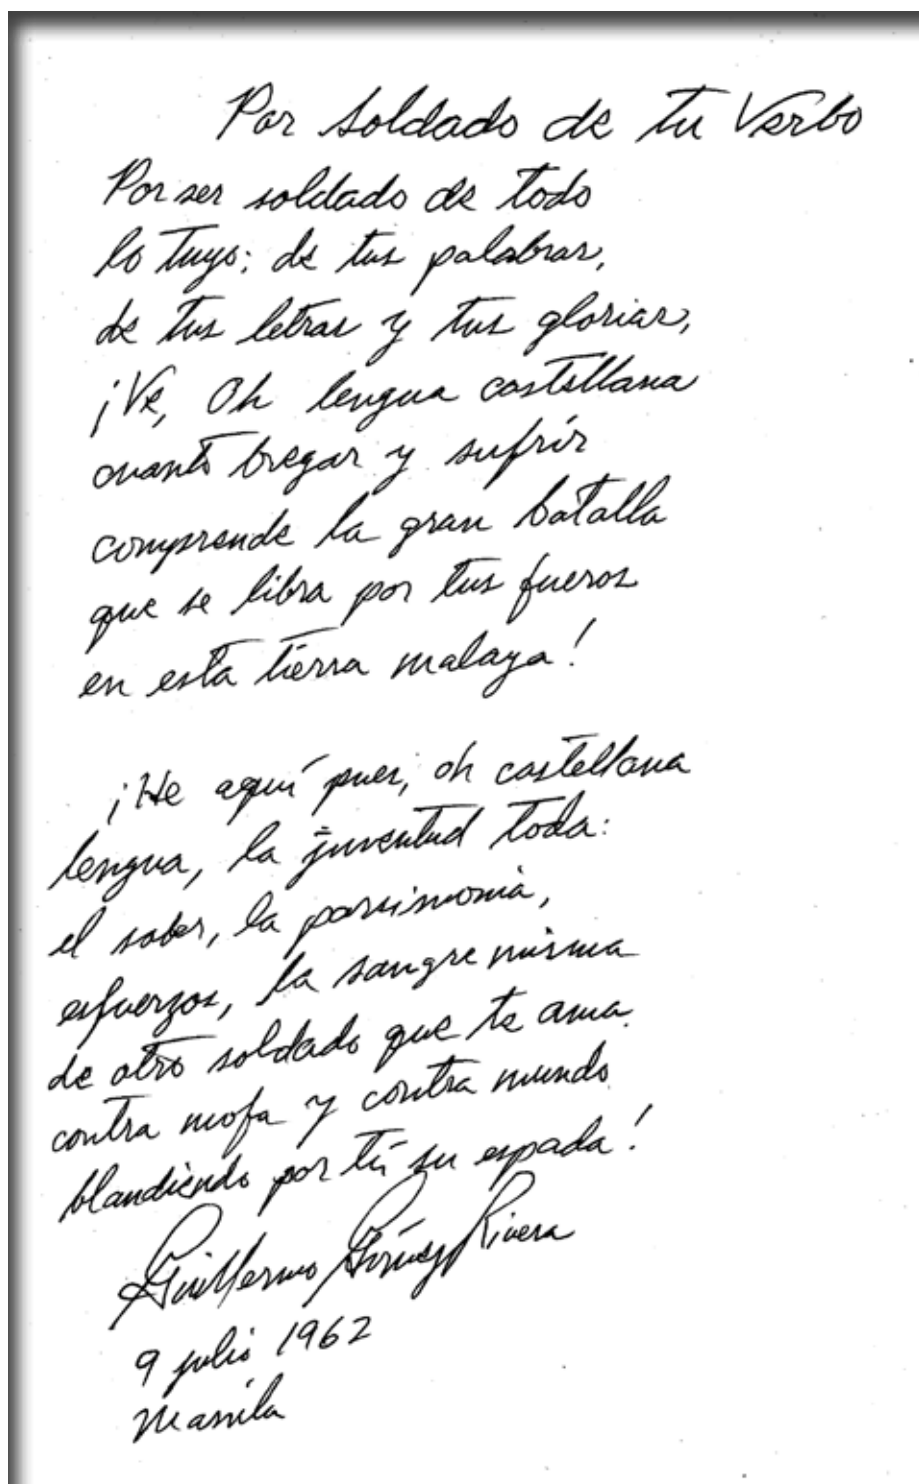 Por soldado de tu Verbo
Por ser soldado de todo
lo tuyo: de tus palabras,
de tus letras y tus glorias,
¡Ve, Oh lengua castellana
cuanto bregar y sufrir
comprende la gran batalla
que se libra por tus fueros
en esta tierra malaya!
¡He aquí pues, oh castellana
lengua, la juventud toda:
el saber, la parsimonia,
esfuerzos, la sangre misma
de otro soldado que te ama
contra mofa y contra mundo
blandiendo por tí su espada!
Guillermo Gómez Rivera
9 julio 1962
Manila